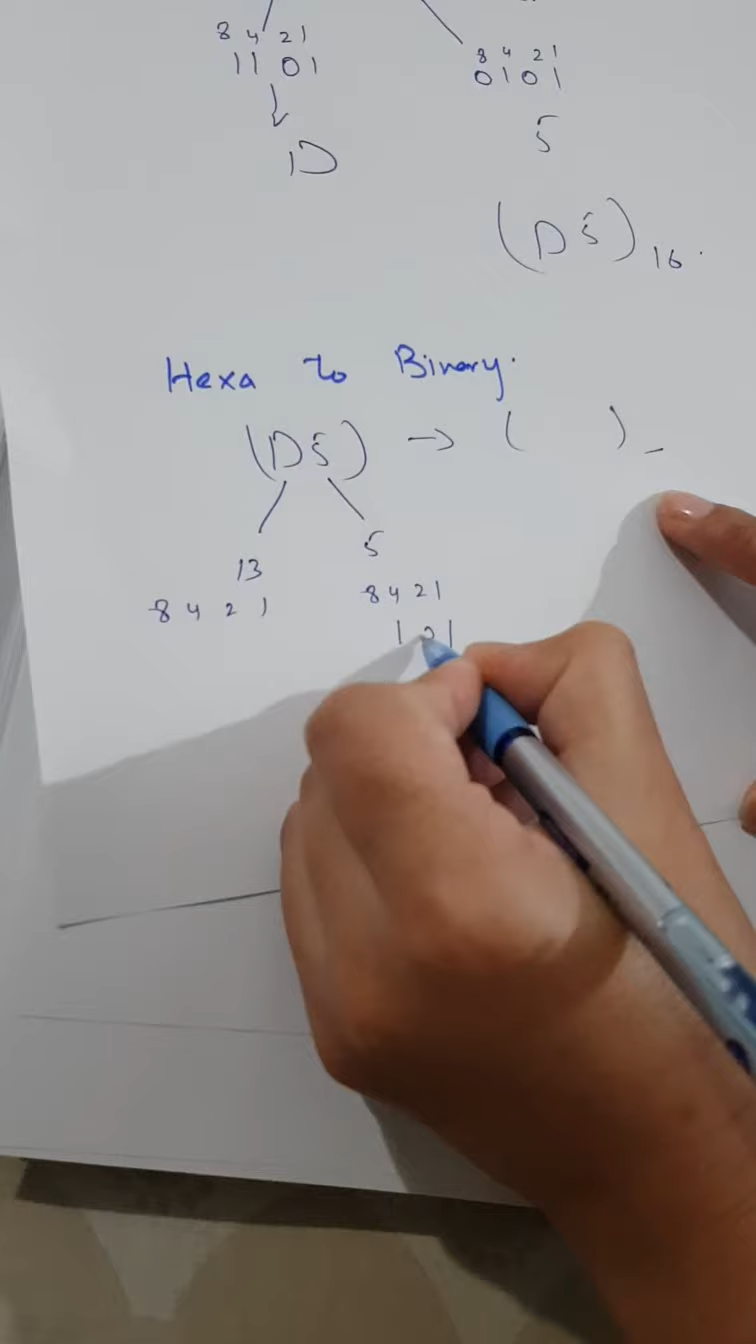 8 4 2 1 8 4 2 1
1 1 0 1 0 1 0 1
D 5
(D5)16.
Hexa to Binary.
(D5) → ( )
13 5
8 4 2 1 8 4 2 1
1 0 1